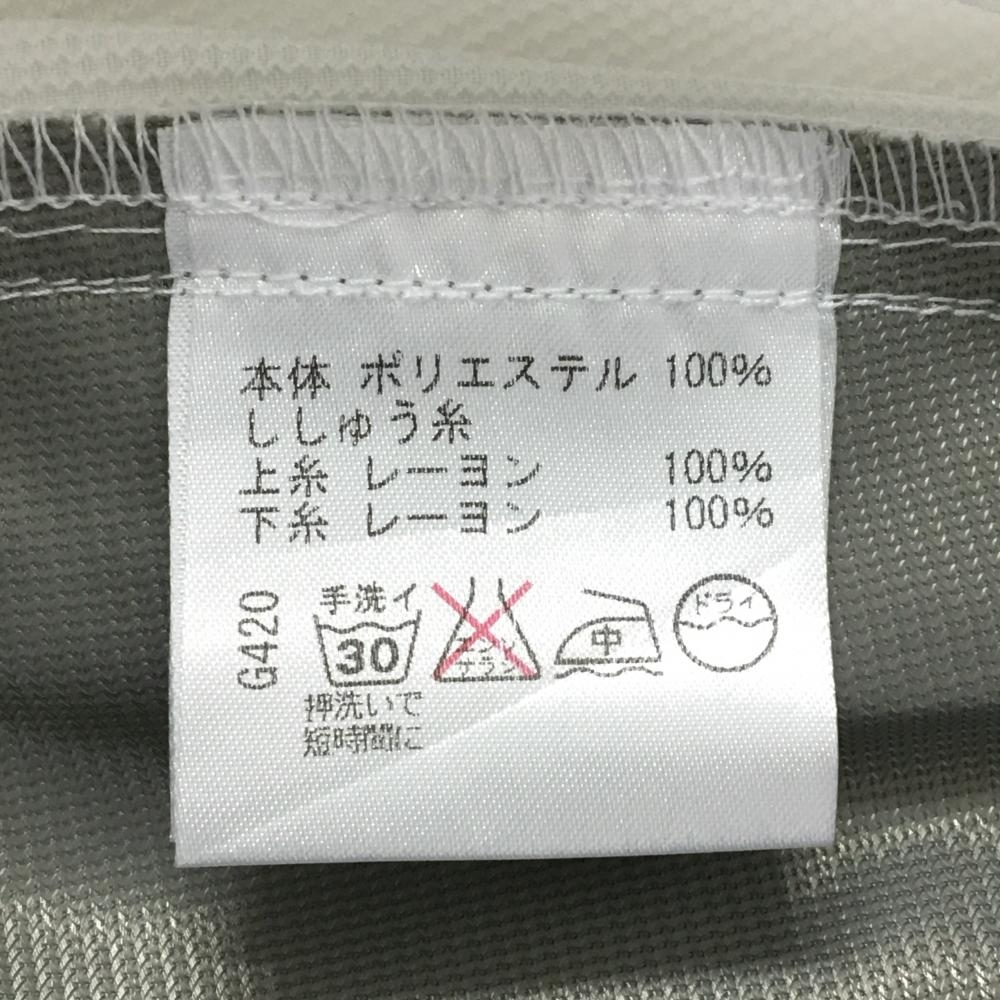 本体 ポリエステル 100%
ししゅう糸
上糸 レーヨン 100%
下糸 レーヨン 100%
G420
手洗イ
30
押洗いで
短時間に
エンソ
サラシ
中
ドライ